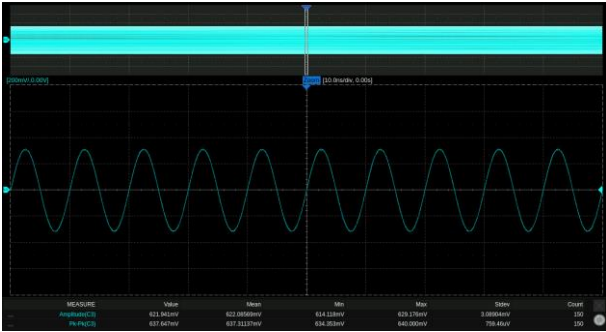 [200mV/,0.00V]
Zoom [10.0ns/div, 0.00s]
MEASURE Value Mean Min Max Stdev Count
Amplitude(C3) 621.941mV 622.08569mV 614.118mV 629.176mV 3.08904mV 150
Pk-Pk(C3) 637.647mV 637.31137mV 634.353mV 640.000mV 759.46uV 150